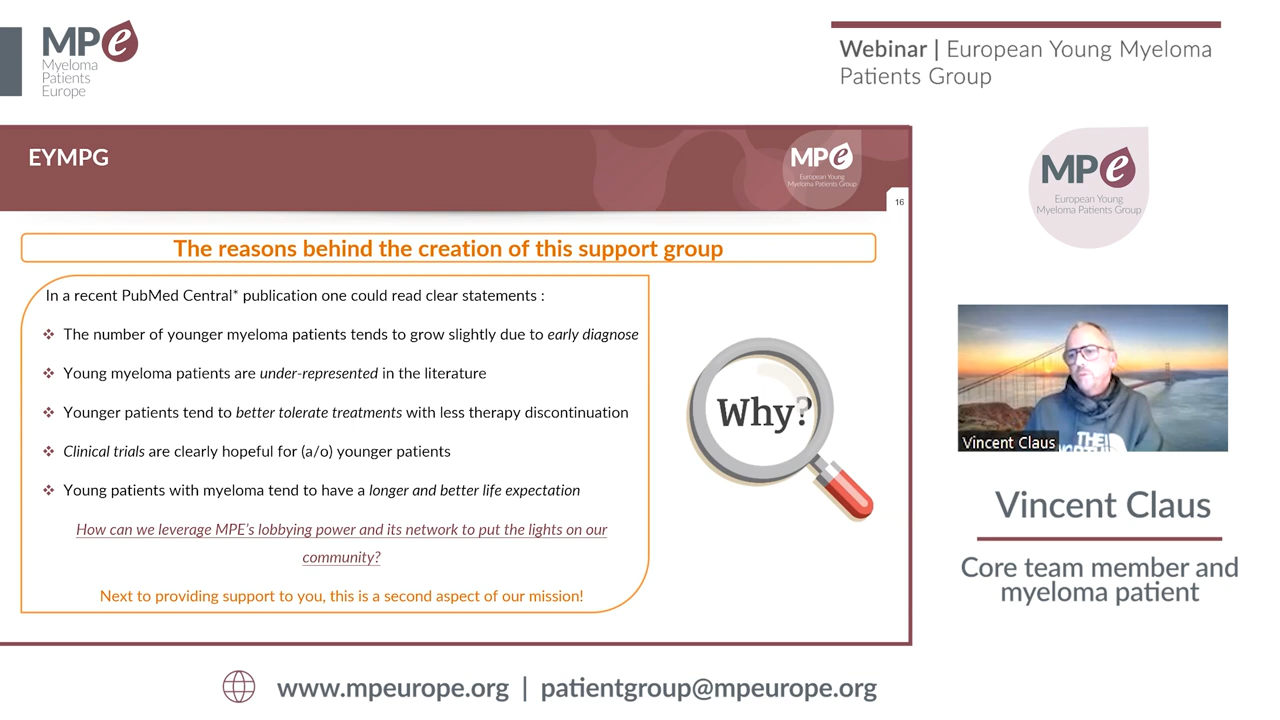 MPe
Myeloma
Patients
Europe
Webinar | European Young Myeloma
Patients Group
EYMPG
MPe
European Young
Myeloma Patients Group
16
The reasons behind the creation of this support group
In a recent PubMed Central* publication one could read clear statements :
❖ The number of younger myeloma patients tends to grow slightly due to early diagnose
❖ Young myeloma patients are under-represented in the literature
❖ Younger patients tend to better tolerate treatments with less therapy discontinuation
❖ Clinical trials are clearly hopeful for (a/o) younger patients
❖ Young patients with myeloma tend to have a longer and better life expectation
How can we leverage MPE's lobbying power and its network to put the lights on our
community?
Next to providing support to you, this is a second aspect of our mission!
Why?
MPe
European Young
Myeloma Patients Group
THE
Vincent Claus
Vincent Claus
Core team member and
myeloma patient
www.mpeurope.org | patientgroup@mpeurope.org